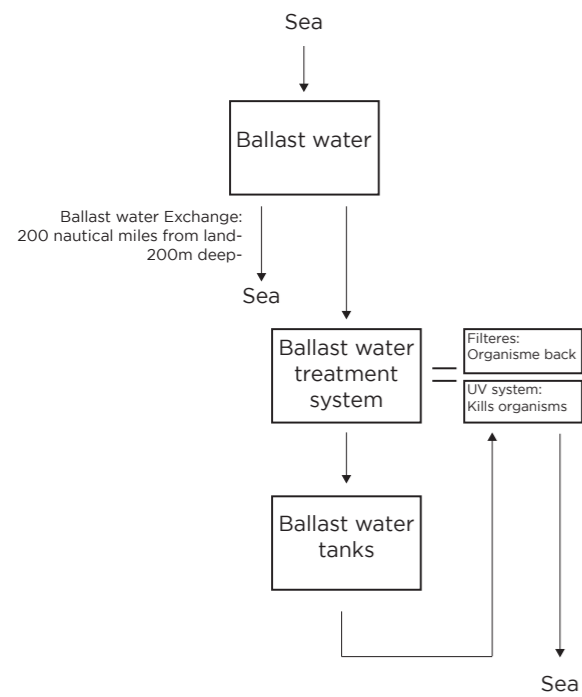 Sea
Ballast water
Ballast water Exchange:
200 nautical miles from land-
200m deep-
Sea
Ballast water
treatment
system
Filteres:
Organisme back
UV system:
Kills organisms
Ballast water
tanks
Sea